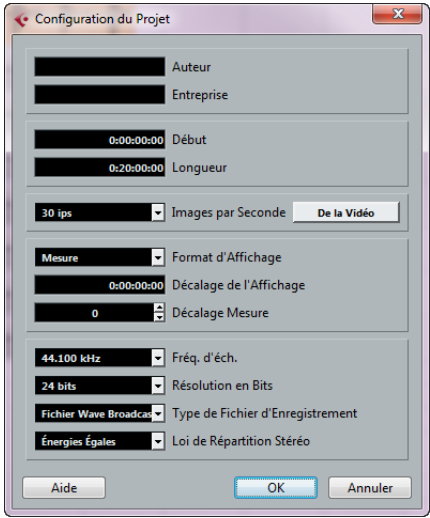 Configuration du Projet
Auteur
Entreprise
0:00:00:00 Début
0:20:00:00 Longueur
30 ips Images par Seconde De la Vidéo
Mesure Format d'Affichage
0:00:00:00 Décalage de l'Affichage
0 Décalage Mesure
44.100 kHz Fréq. d'éch.
24 bits Résolution en Bits
Fichier Wave Broadcas Type de Fichier d'Enregistrement
Énergies Égales Loi de Répartition Stéréo
Aide OK Annuler